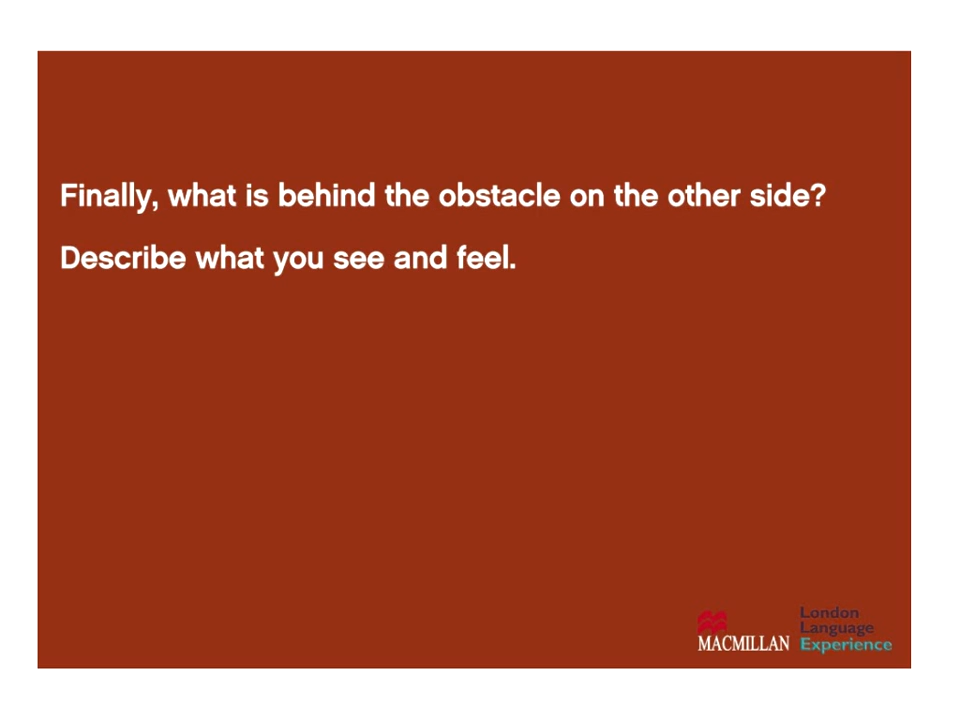 Finally, what is behind the obstacle on the other side?
Describe what you see and feel.
London
Language
MACMILLAN Experience